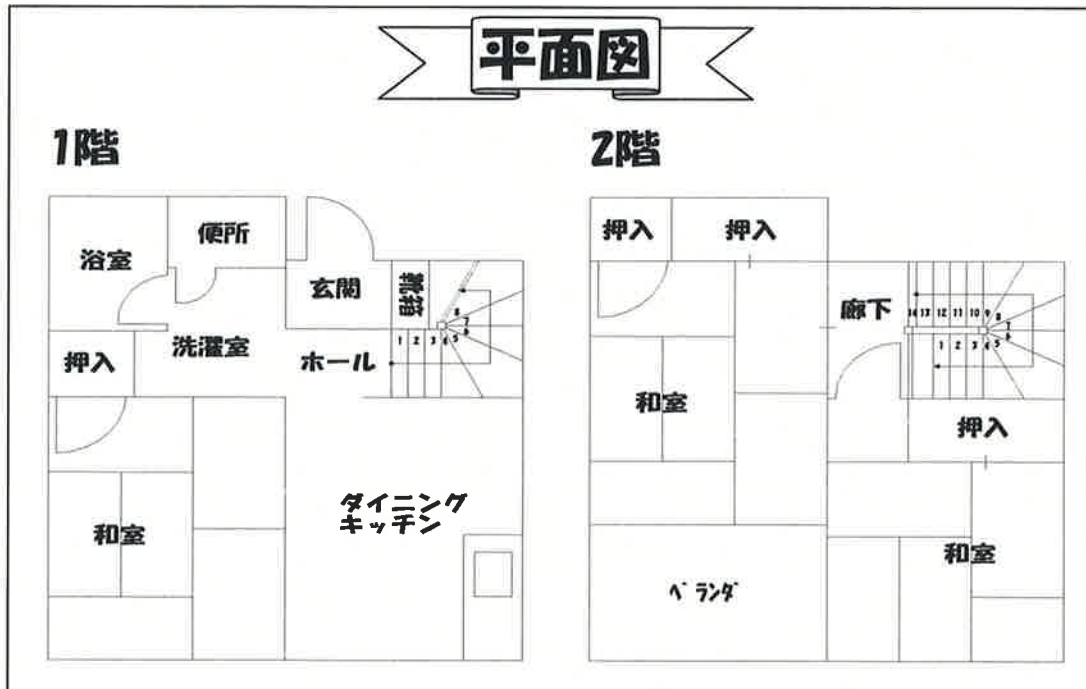 平面図
1階
浴室
便所
玄関
靴箱
押入
洗濯室
ホール
1 2 3 4 5 6 7 8
和室
ダイニング
キッチン
2階
押入
押入
廊下
14 13 12 11 10 9 8 7 6 5
1 2 3 4
和室
押入
和室
ベランダ